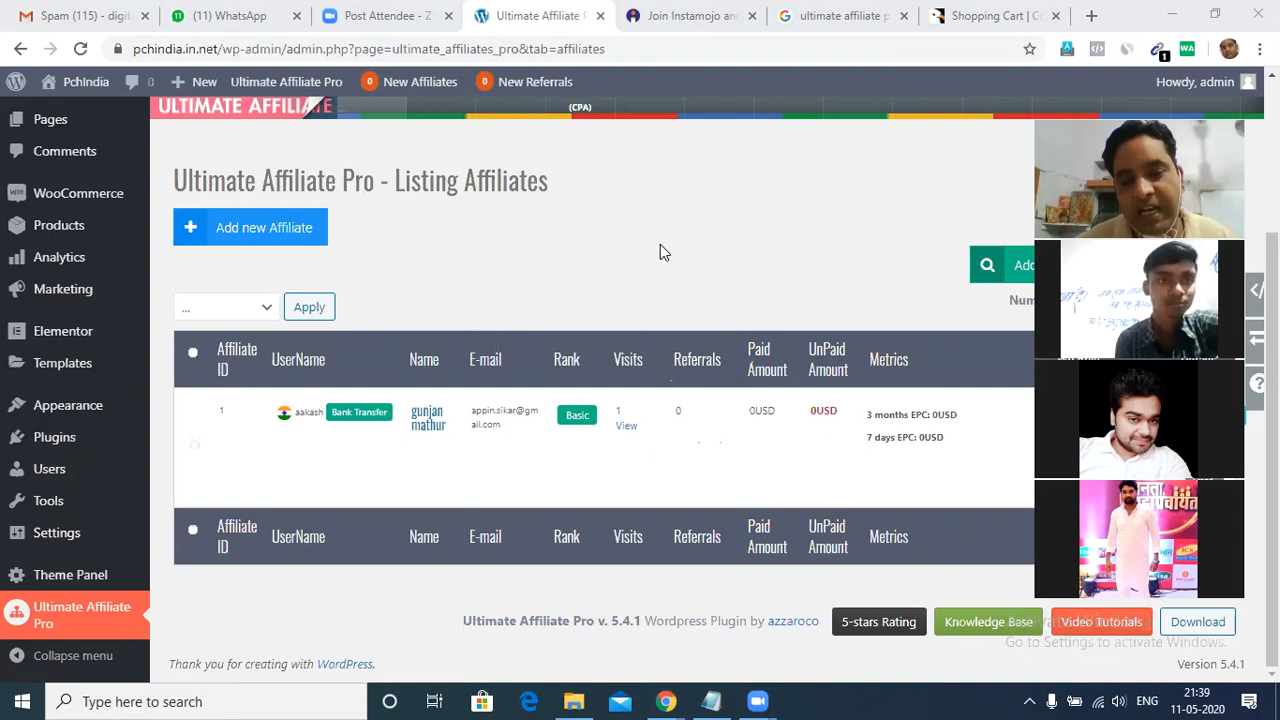 Spam (115) - digit
(11) WhatsApp
Post Attendee - Z
Ultimate Affiliate P
Join Instamojo and
ultimate affiliate p
Shopping Cart | Cc
pchindia.in.net/wp-admin/admin.php?page=ultimate_affiliates_pro&tab=affiliates
1
WA
PchIndia
0
New
Ultimate Affiliate Pro
0
New Affiliates
0
New Referrals
Howdy, admin
Pages
Comments
WooCommerce
Products
Analytics
Marketing
Elementor
Templates
Appearance
Plugins
Users
Tools
Settings
Theme Panel
Ultimate Affiliate
Pro
Collapse menu
ULTIMATE AFFILIATE
(CPA)
Ultimate Affiliate Pro - Listing Affiliates
Add new Affiliate
Add
Num
...
Apply
Affiliate ID UserName Name E-mail Rank Visits Referrals Paid Amount UnPaid Amount Metrics
1 aakash Bank Transfer gunjan mathur appin.sikar@gmail.com Basic 1 View 0 0USD 0USD 3 months EPC: 0USD
7 days EPC: 0USD
Affiliate ID UserName Name E-mail Rank Visits Referrals Paid Amount UnPaid Amount Metrics
Ultimate Affiliate Pro v. 5.4.1 Wordpress Plugin by azzaroco
5-stars Rating
Knowledge Base
Video Tutorials
Download
Go to Settings to activate Windows.
Thank you for creating with WordPress.
Version 5.4.1
Type here to search
ENG
21:39
11-05-2020